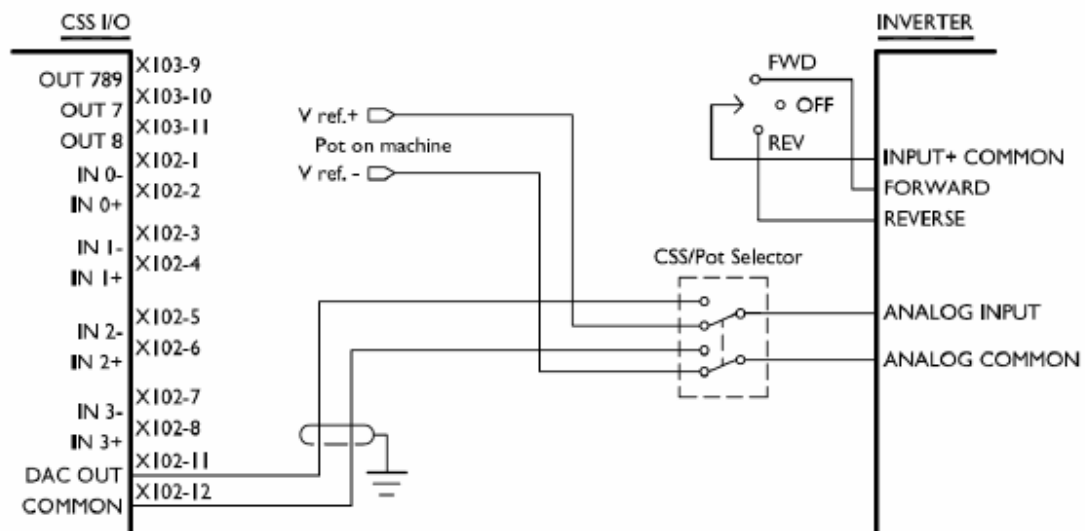 CSS I/O
INVERTER
OUT 789 X103-9
OUT 7 X103-10
OUT 8 X103-11
IN 0- X102-1
IN 0+ X102-2
IN 1- X102-3
IN 1+ X102-4
IN 2- X102-5
IN 2+ X102-6
IN 3- X102-7
IN 3+ X102-8
DAC OUT X102-11
COMMON X102-12
V ref.+
Pot on machine
V ref. -
FWD
OFF
REV
INPUT+ COMMON
FORWARD
REVERSE
CSS/Pot Selector
ANALOG INPUT
ANALOG COMMON